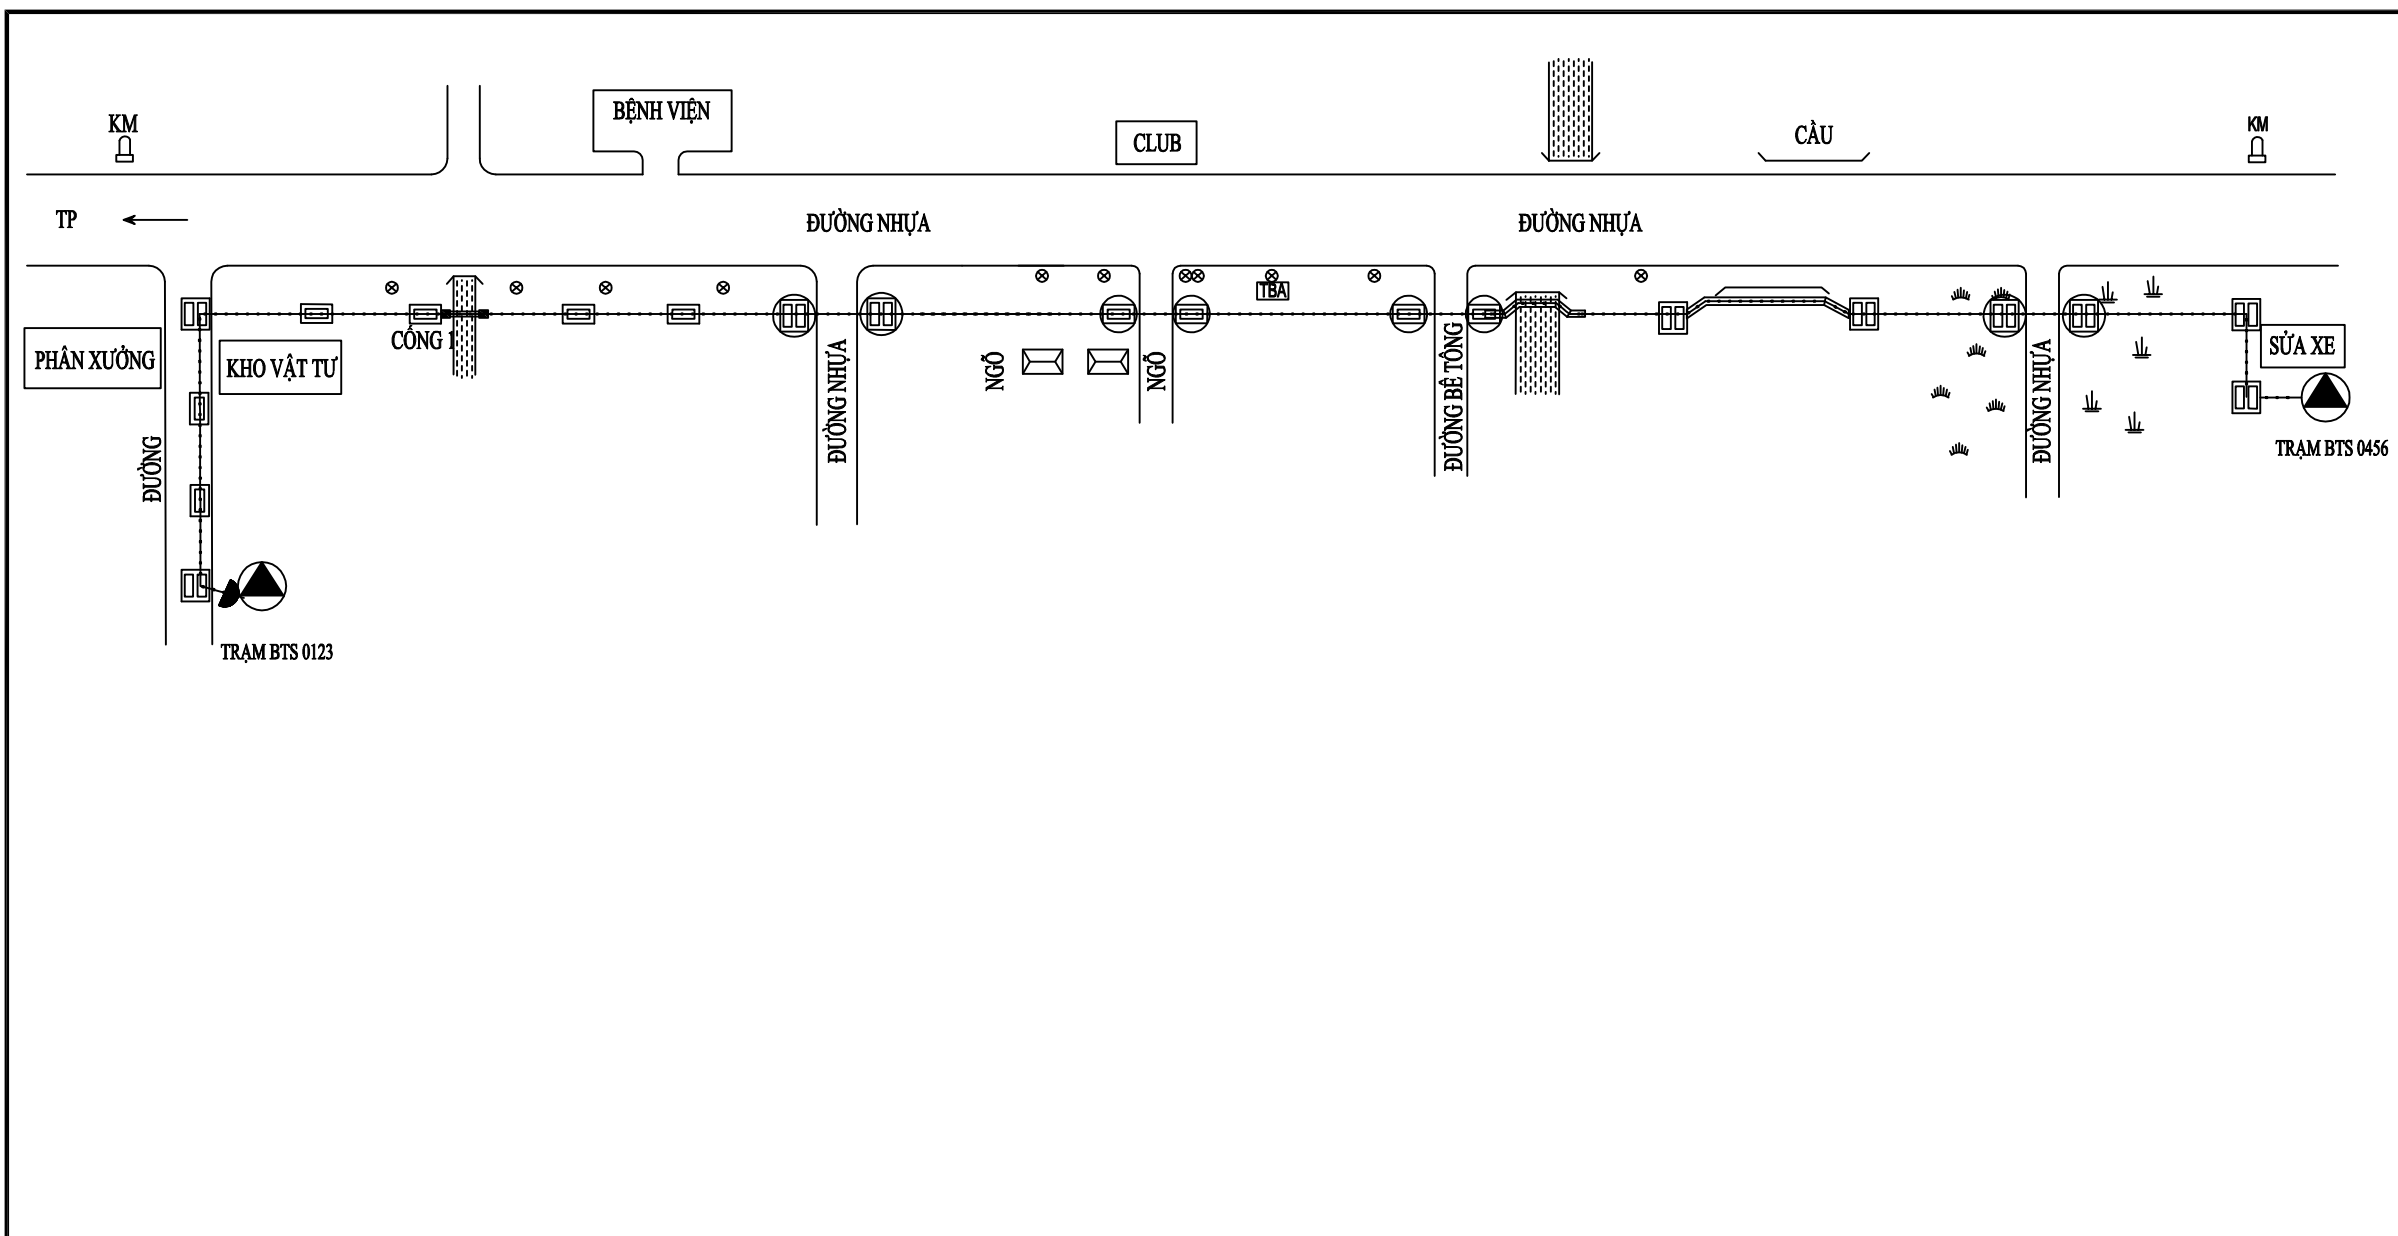 KM
BỆNH VIỆN
CLUB
CẦU
KM
TP
ĐƯỜNG NHỰA
ĐƯỜNG NHỰA
TBA
CỐNG 1
PHÂN XƯỞNG
KHO VẬT TƯ
SỬA XE
NGÕ
NGÕ
ĐƯỜNG NHỰA
ĐƯỜNG BÊ TÔNG
ĐƯỜNG NHỰA
ĐƯỜNG
TRẠM BTS 0456
TRẠM BTS 0123